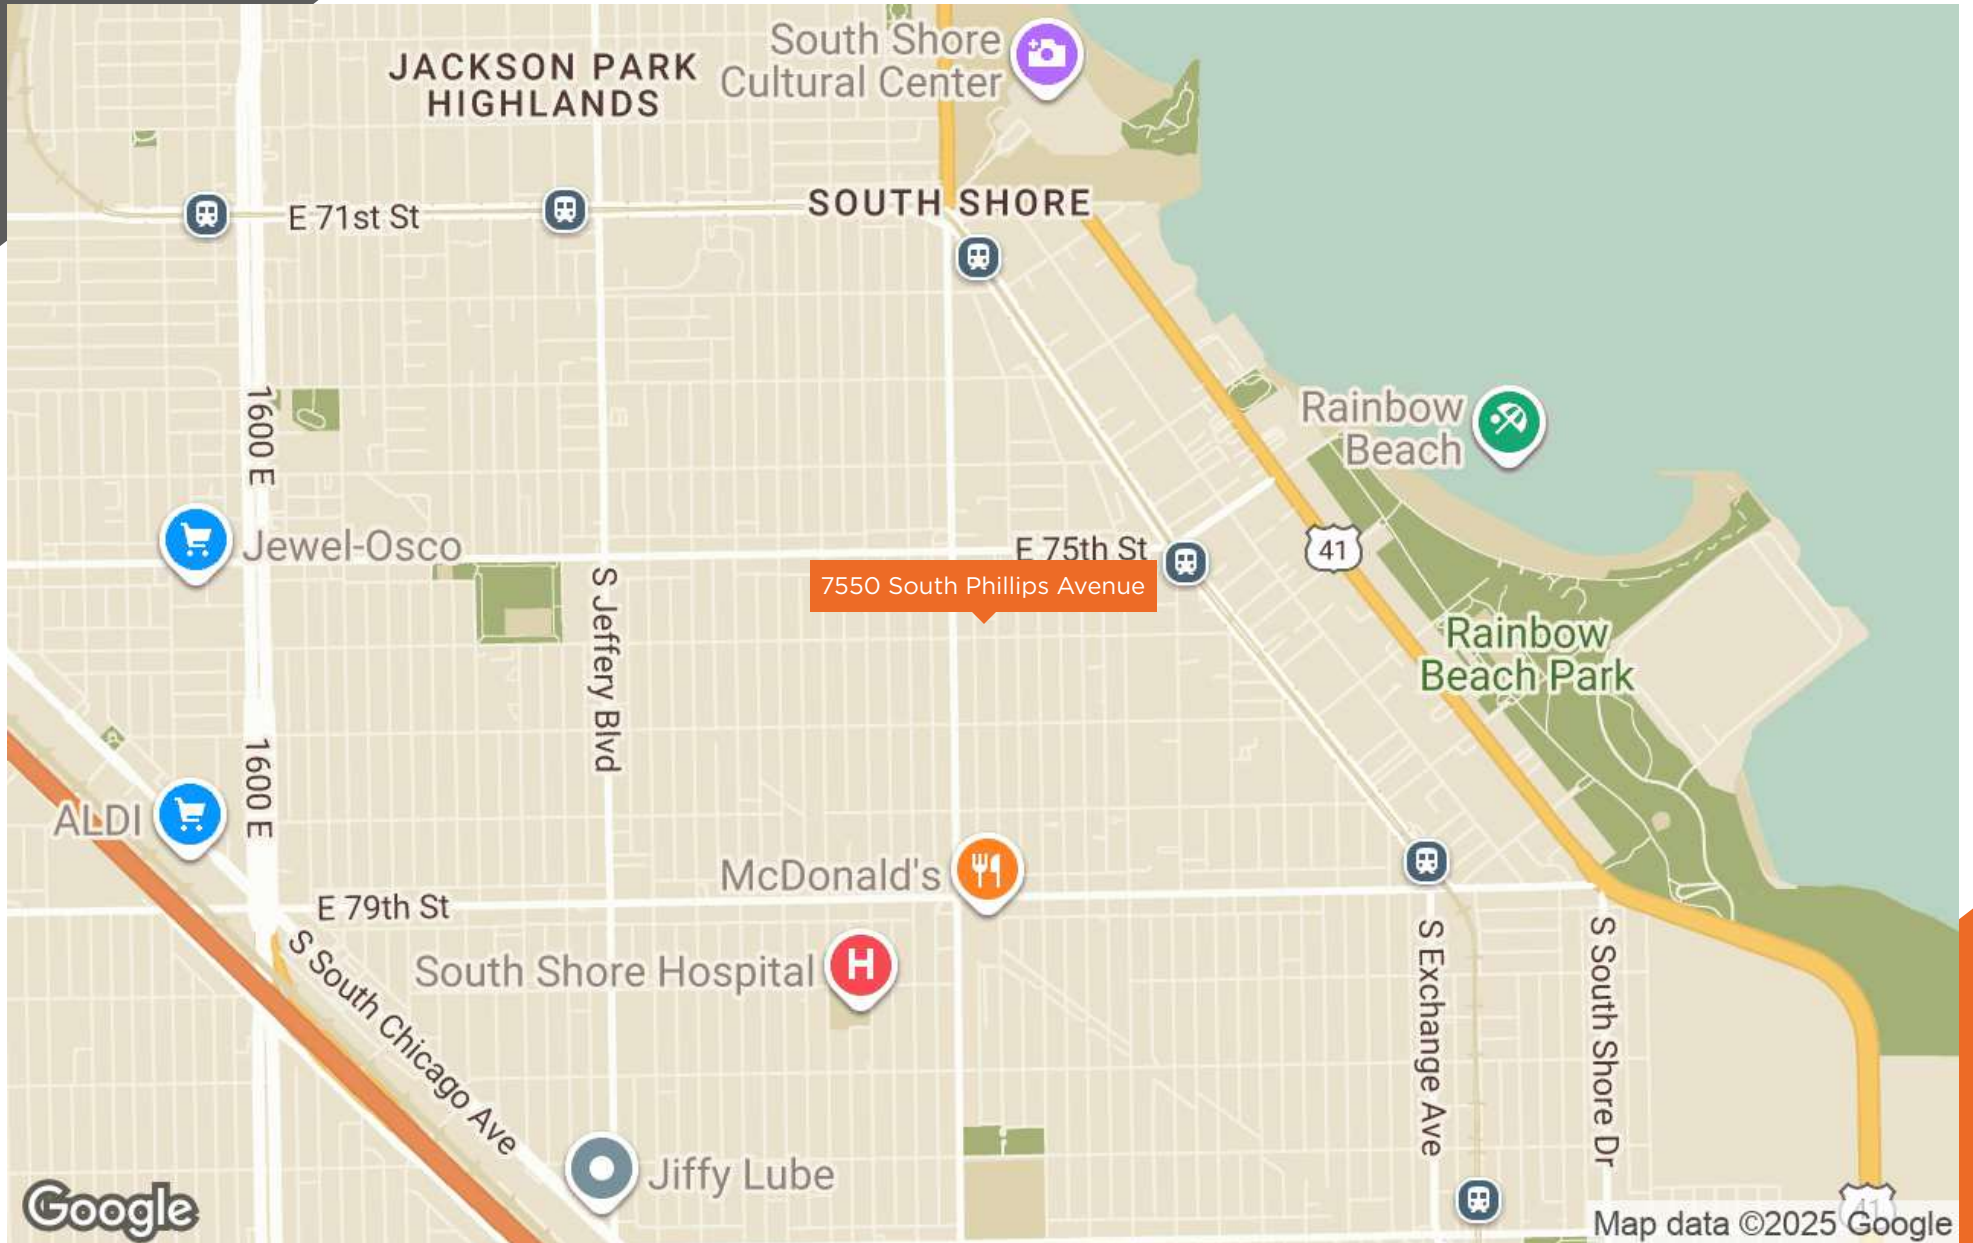 South Shore
Cultural Center
JACKSON PARK
HIGHLANDS
SOUTH SHORE
E 71st St
1600 E
Rainbow
Beach
Jewel-Osco
E 75th St
41
7550 South Phillips Avenue
S Jeffery Blvd
Rainbow
Beach Park
1600 E
ALDI
McDonald's
E 79th St
H
South Shore Hospital
S South Chicago Ave
S Exchange Ave
S South Shore Dr
Jiffy Lube
41
Google
Map data ©2025 Google